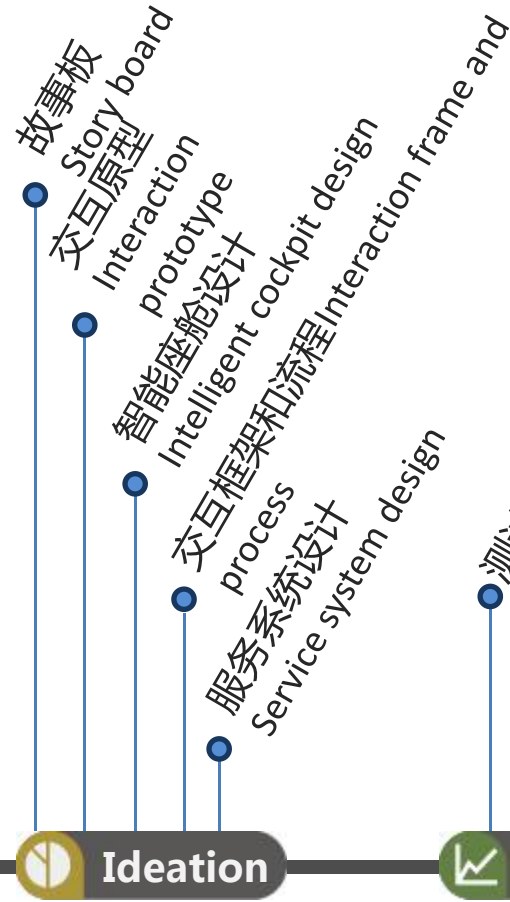 故事板
Story board
交互原型
Interaction
prototype
智能座舱设计
Intelligent cockpit design
交互框架和流程Interaction frame and
process
服务系统设计
Service system design
测
Ideation